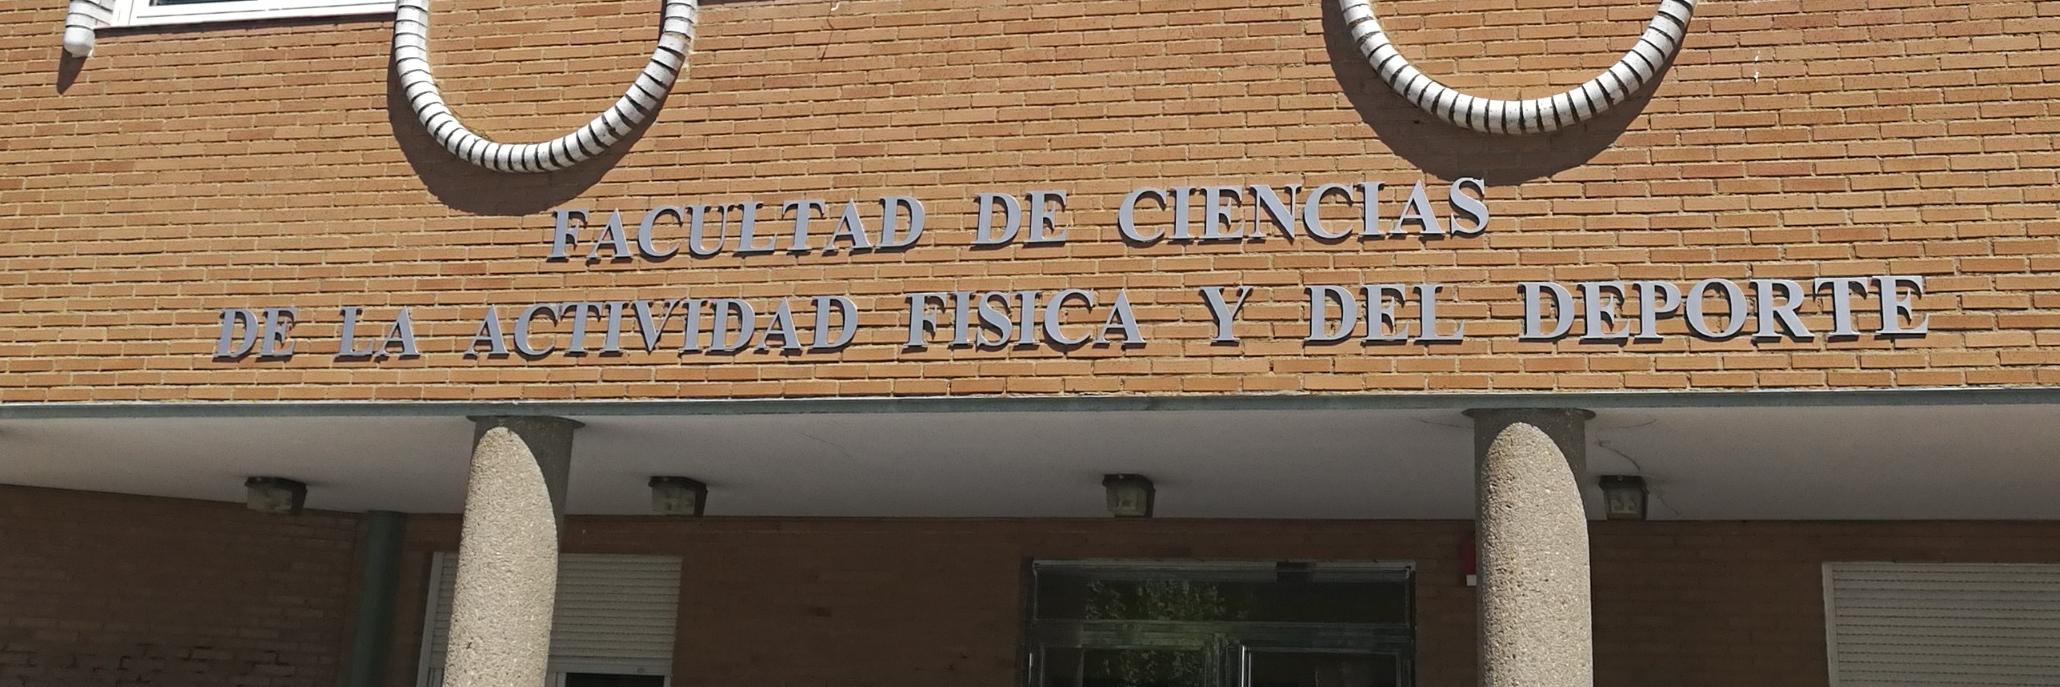 FACULTAD DE CIENCIAS
DE LA ACTIVIDAD FISICA Y DEL DEPORTE